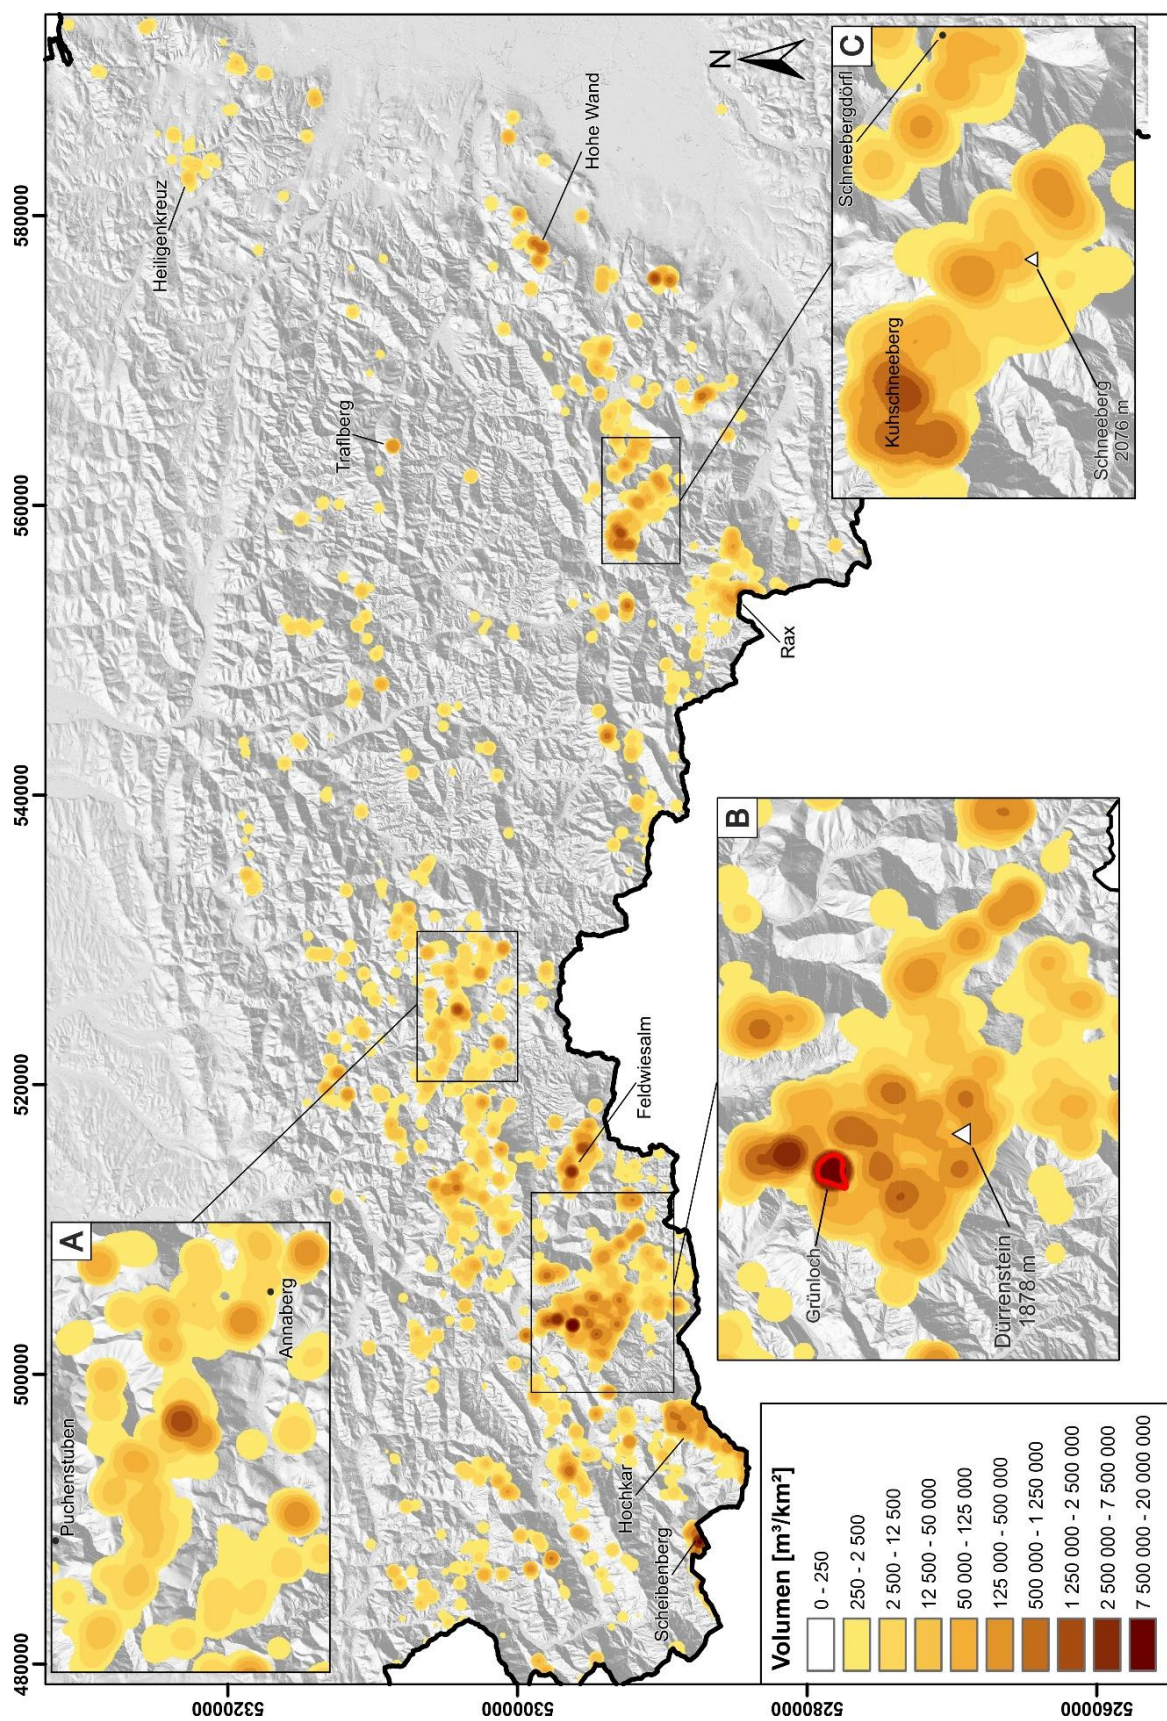 480000
500000
520000
540000
560000
580000
5320000
5300000
5280000
5260000
A
Puchenstuben
Annaberg
Heiligenkreuz
Traflberg
Hohe Wand
N
Feldwiesalm
Rax
Hochkar
Scheibenberg
B
Grünloch
Dürrenstein
1878 m
C
Schneebergdörfl
Kuhschneeberg
Schneeberg
2076 m
Volumen [m³/km²]
0 - 250
250 - 2 500
2 500 - 12 500
12 500 - 50 000
50 000 - 125 000
125 000 - 500 000
500 000 - 1 250 000
1 250 000 - 2 500 000
2 500 000 - 7 500 000
7 500 000 - 20 000 000